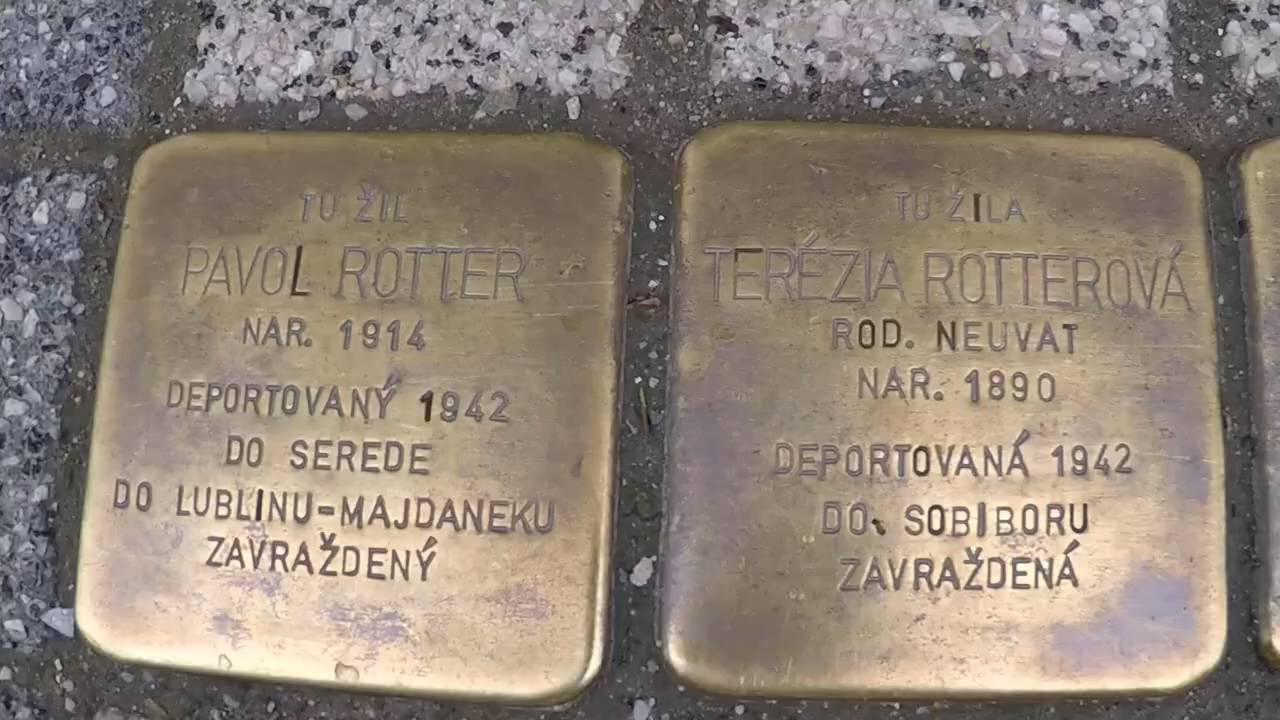 TU ŽIL
PAVOL ROTTER
NAR. 1914
DEPORTOVANÝ 1942
DO SEREDE
DO LUBLINU-MAJDANEKU
ZAVRAŽDENÝ
TU ŽILA
TERÉZIA ROTTEROVÁ
ROD. NEUVAT
NAR. 1890
DEPORTOVANÁ 1942
DO SOBIBORU
ZAVRAŽDENÁ